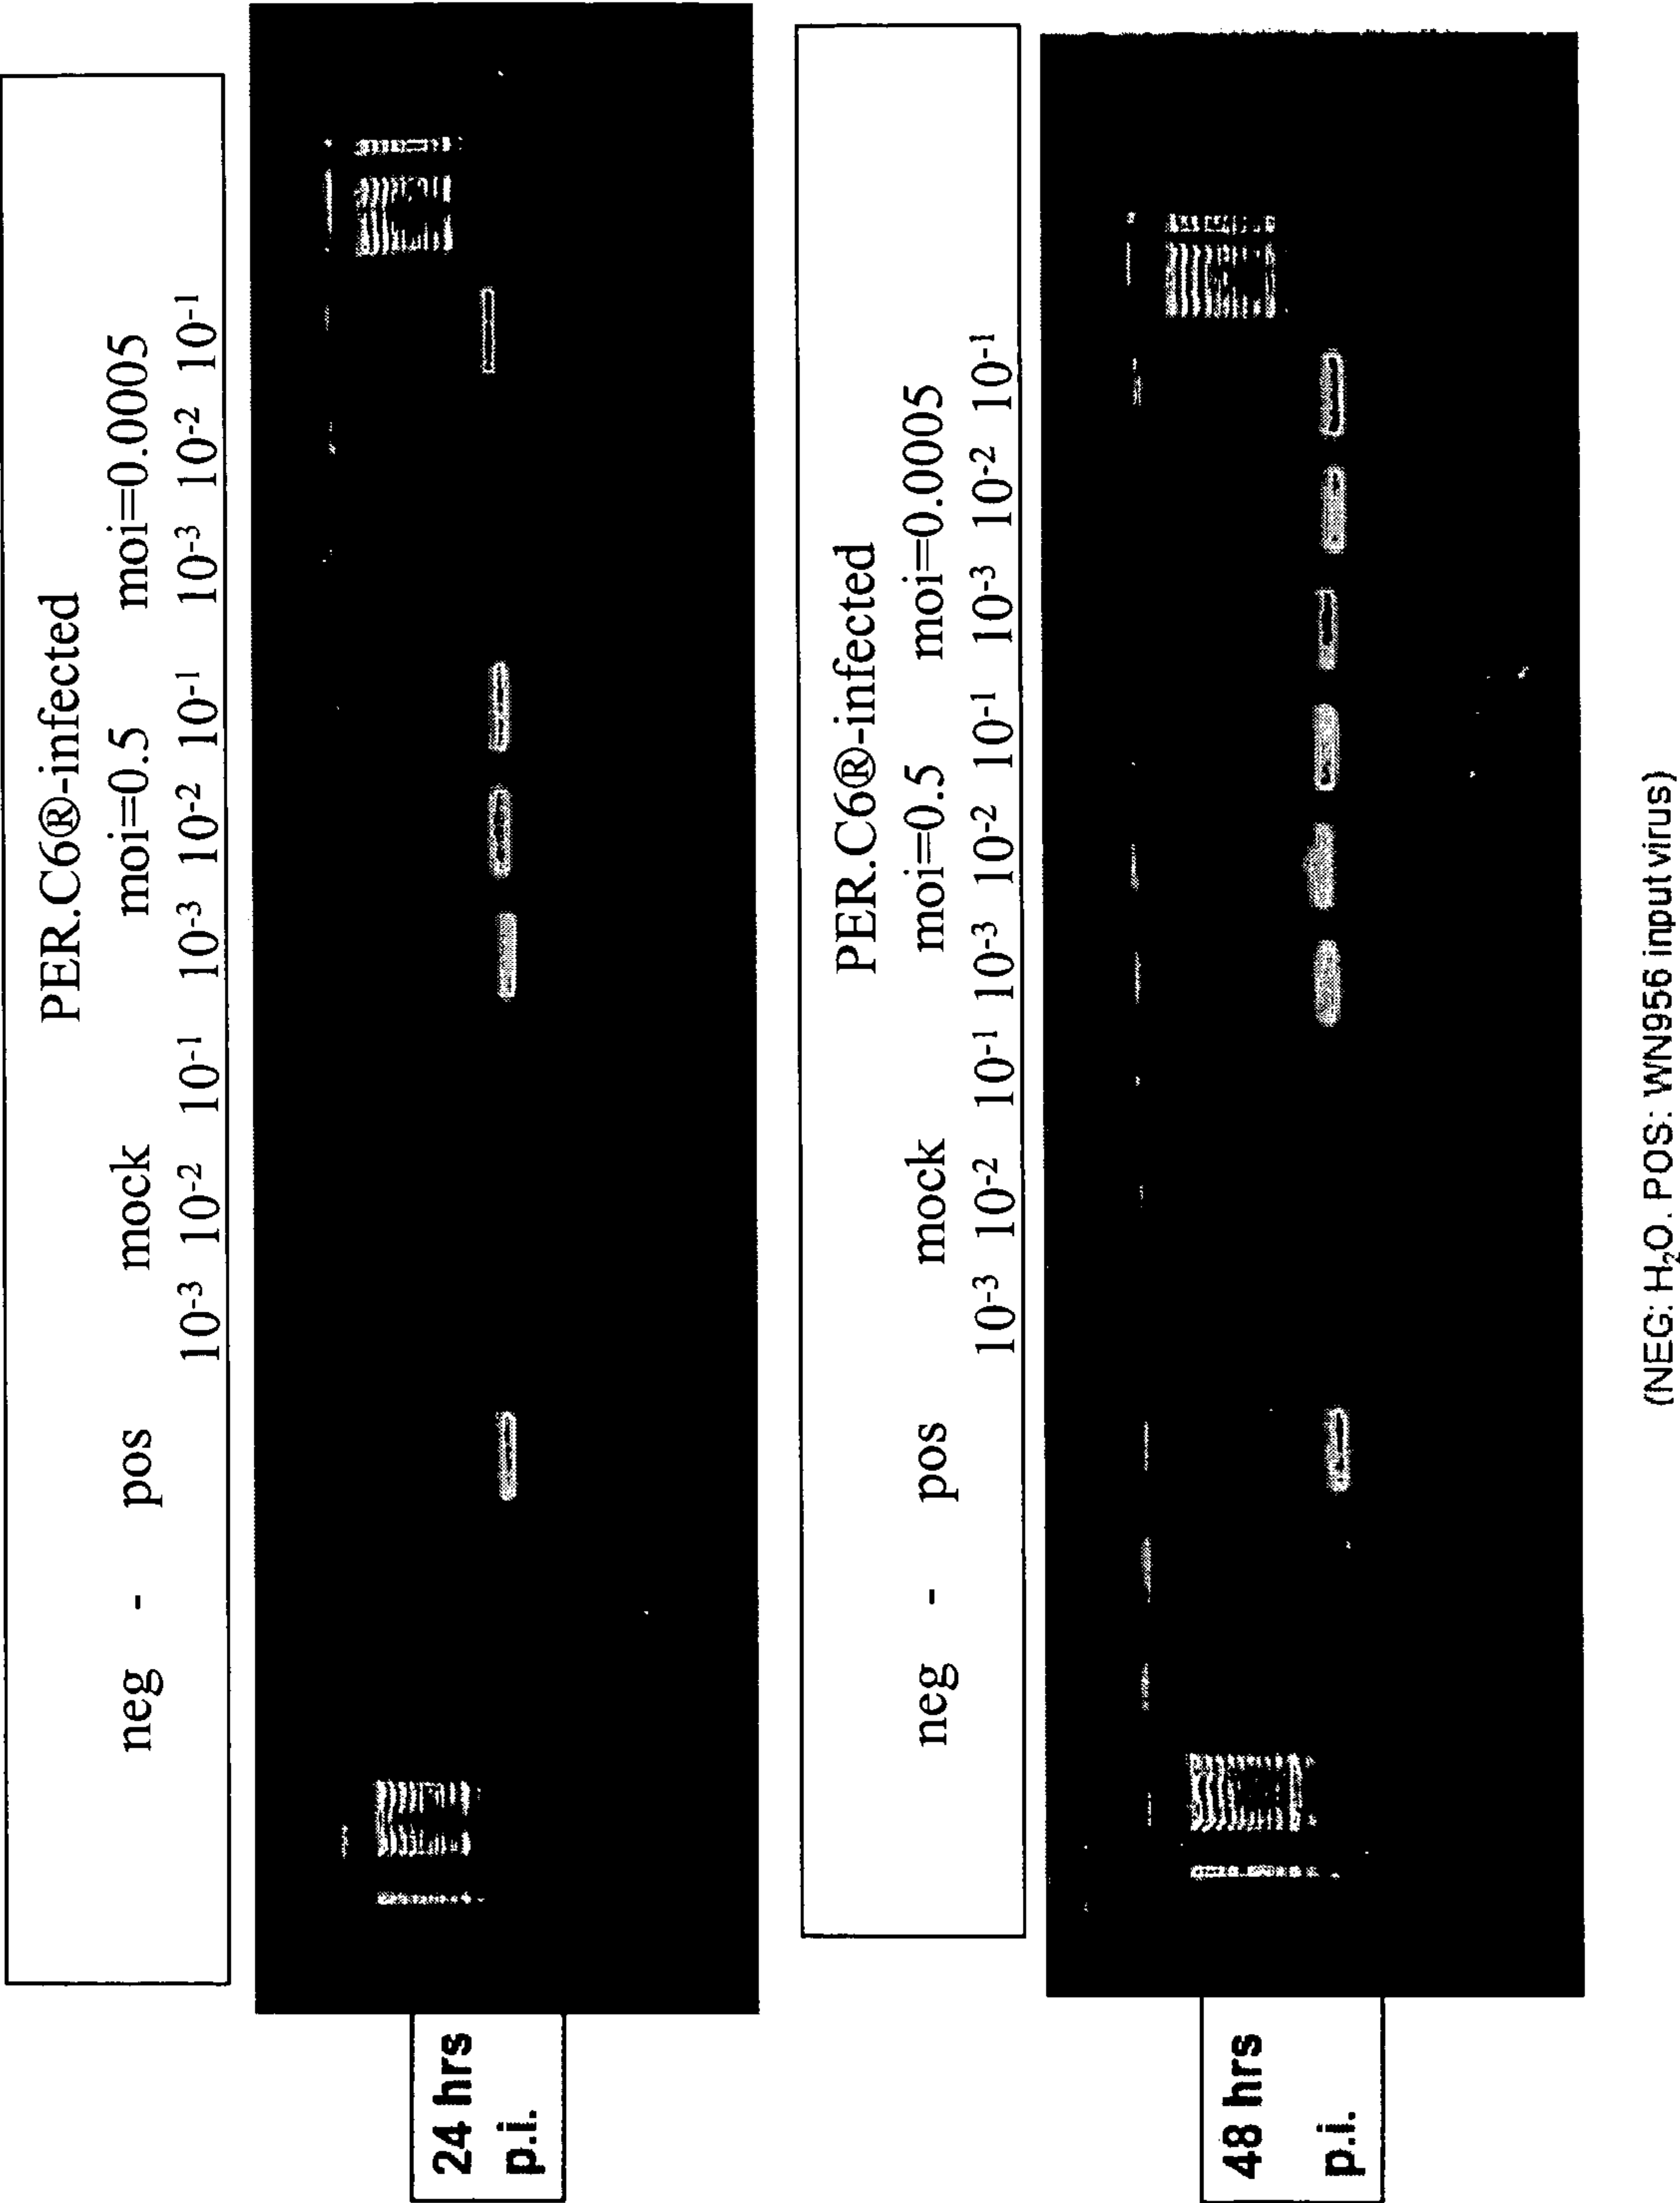 PER.C6®-infected
neg - pos mock moi=0.5 moi=0.0005
10⁻³ 10⁻² 10⁻¹ 10⁻³ 10⁻² 10⁻¹ 10⁻³ 10⁻² 10⁻¹
24 hrs
p.i.
PER.C6®-infected
neg - pos mock moi=0.5 moi=0.0005
10⁻³ 10⁻² 10⁻¹ 10⁻³ 10⁻² 10⁻¹ 10⁻³ 10⁻² 10⁻¹
48 hrs
p.i.
(NEG: H₂O. POS: WN956 input virus)